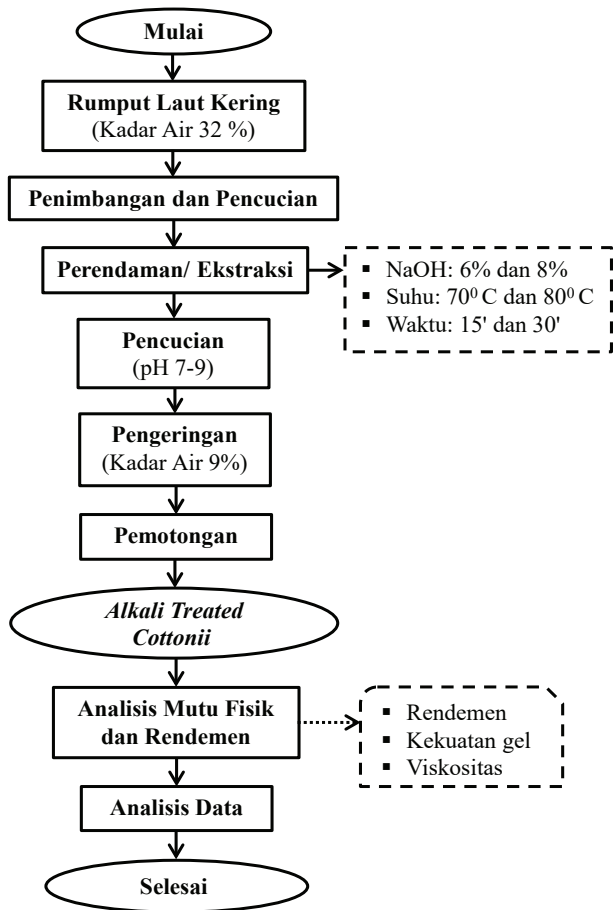 Mulai
Rumput Laut Kering
(Kadar Air 32 %)
Penimbangan dan Pencucian
Perendaman/ Ekstraksi
▪ NaOH: 6% dan 8%
▪ Suhu: 70⁰ C dan 80⁰ C
▪ Waktu: 15' dan 30'
Pencucian
(pH 7-9)
Pengeringan
(Kadar Air 9%)
Pemotongan
Alkali Treated
Cottonii
Analisis Mutu Fisik
dan Rendemen
▪ Rendemen
▪ Kekuatan gel
▪ Viskositas
Analisis Data
Selesai